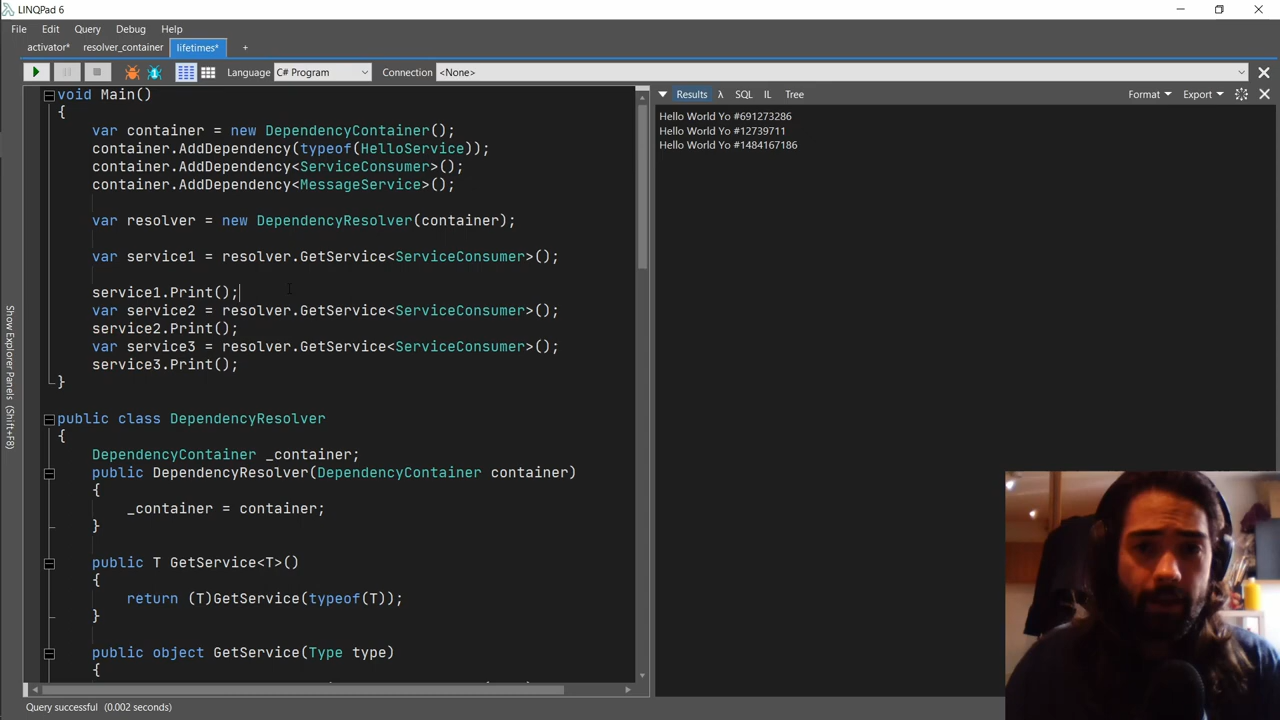 LINQPad 6
File Edit Query Debug Help
activator* resolver_container lifetimes* +
Language C# Program Connection <None>
void Main()
{
var container = new DependencyContainer();
container.AddDependency(typeof(HelloService));
container.AddDependency<ServiceConsumer>();
container.AddDependency<MessageService>();
var resolver = new DependencyResolver(container);
var service1 = resolver.GetService<ServiceConsumer>();
service1.Print();
var service2 = resolver.GetService<ServiceConsumer>();
service2.Print();
var service3 = resolver.GetService<ServiceConsumer>();
service3.Print();
}
public class DependencyResolver
{
DependencyContainer _container;
public DependencyResolver(DependencyContainer container)
{
_container = container;
}
public T GetService<T>()
{
return (T)GetService(typeof(T));
}
public object GetService(Type type)
{
Results λ SQL IL Tree Format Export
Hello World Yo #691273286
Hello World Yo #12739711
Hello World Yo #1484167186
Show Explorer Panels (Shift+F8)
Query successful (0.002 seconds)